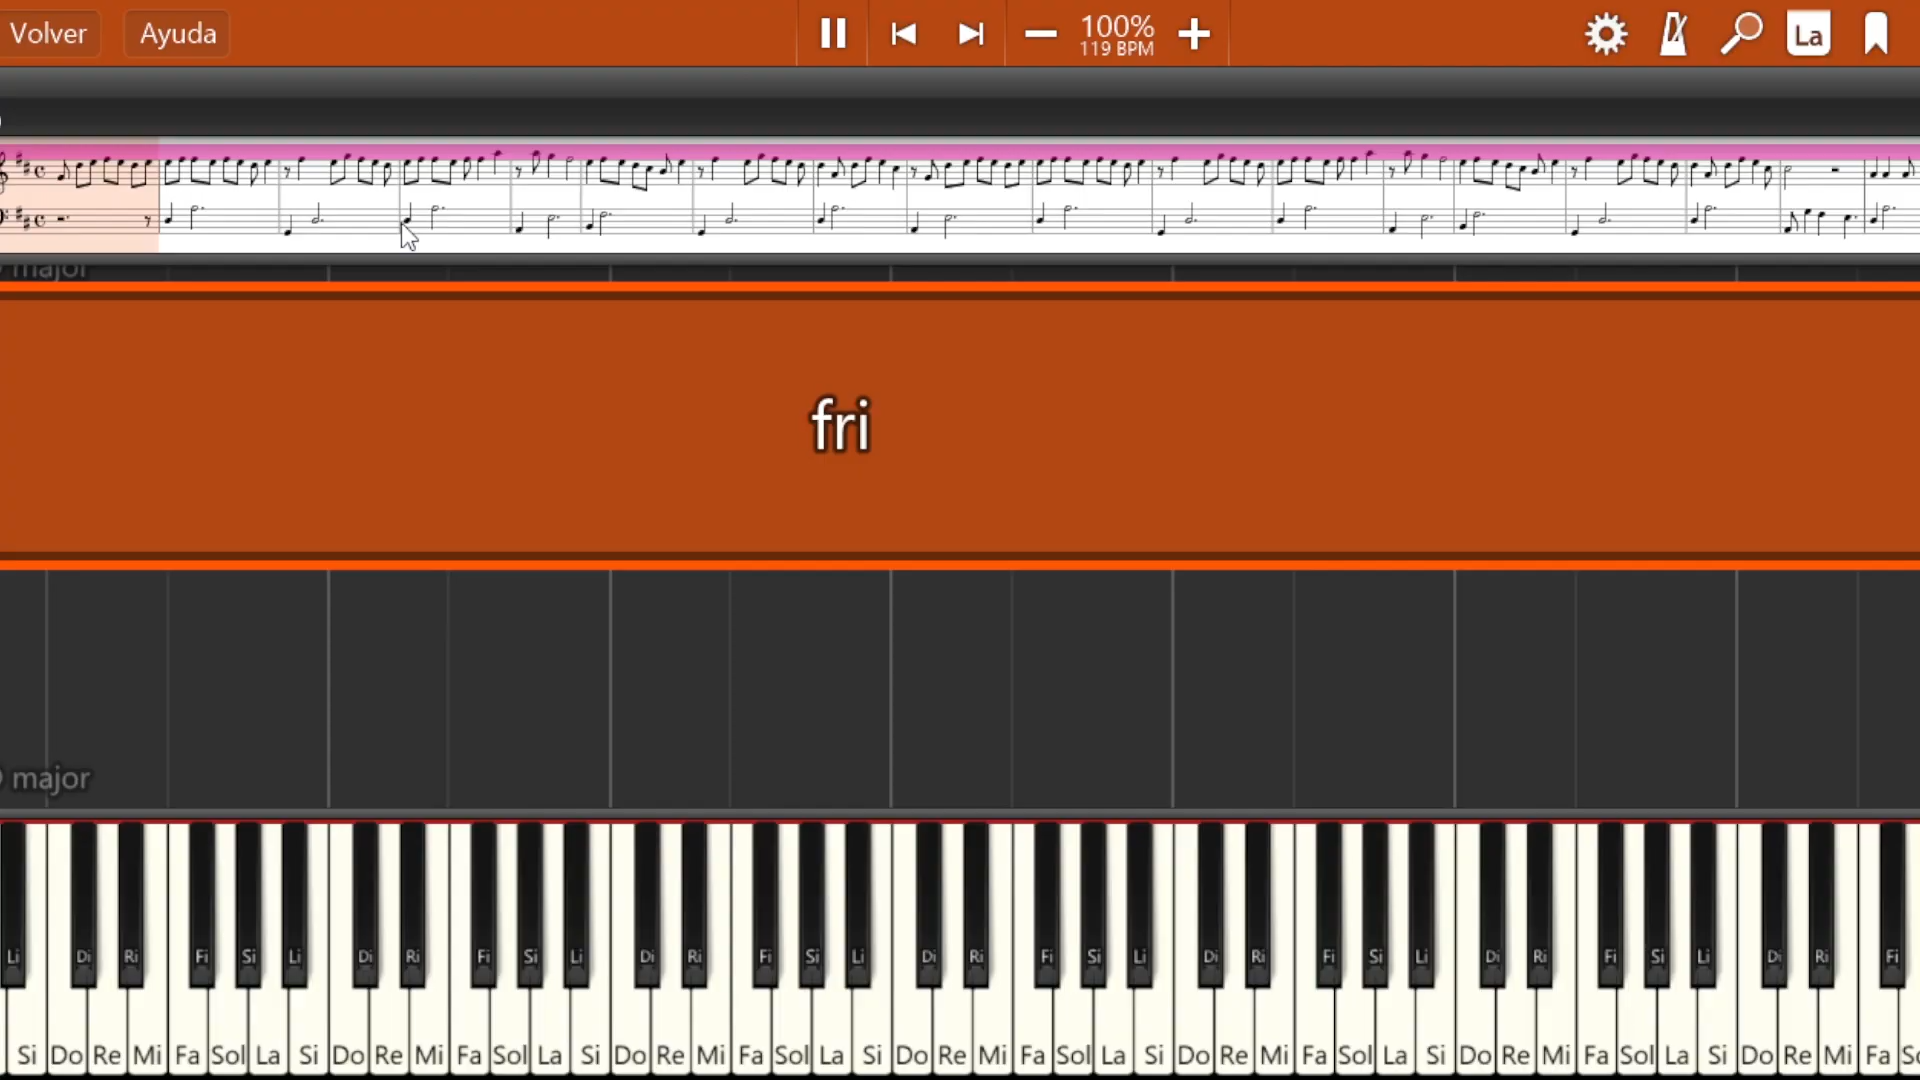 Volver Ayuda 100% La
119 BPM
major
fri
major
Li Di Ri Fi Si Li Di Ri Fi Si Li Di Ri Fi Si Li Di Ri Fi Si Li Di Ri Fi Si Li Di Ri Fi Si Li Di Ri Fi
Si Do Re Mi Fa Sol La Si Do Re Mi Fa Sol La Si Do Re Mi Fa Sol La Si Do Re Mi Fa Sol La Si Do Re Mi Fa Sol La Si Do Re Mi Fa Sol La Si Do Re Mi Fa